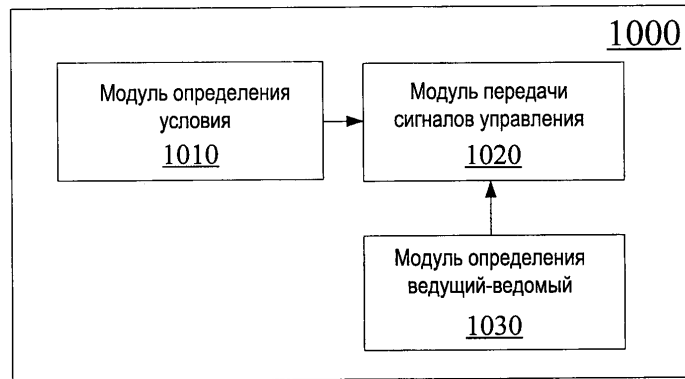 1000
Модуль определения
условия
1010
Модуль передачи
сигналов управления
1020
Модуль определения
ведущий-ведомый
1030